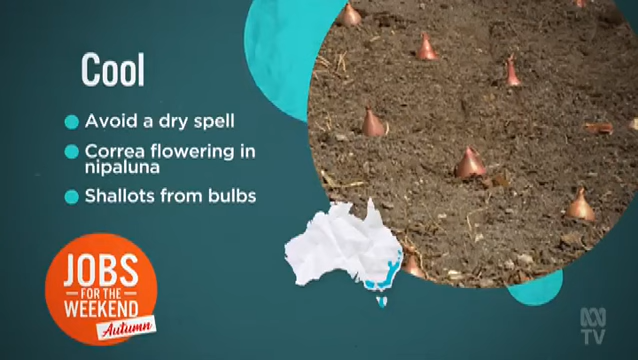 Cool
Avoid a dry spell
Correa flowering in
nipaluna
Shallots from bulbs
JOBS
FOR THE
WEEKEND
Autumn
ABC
TV